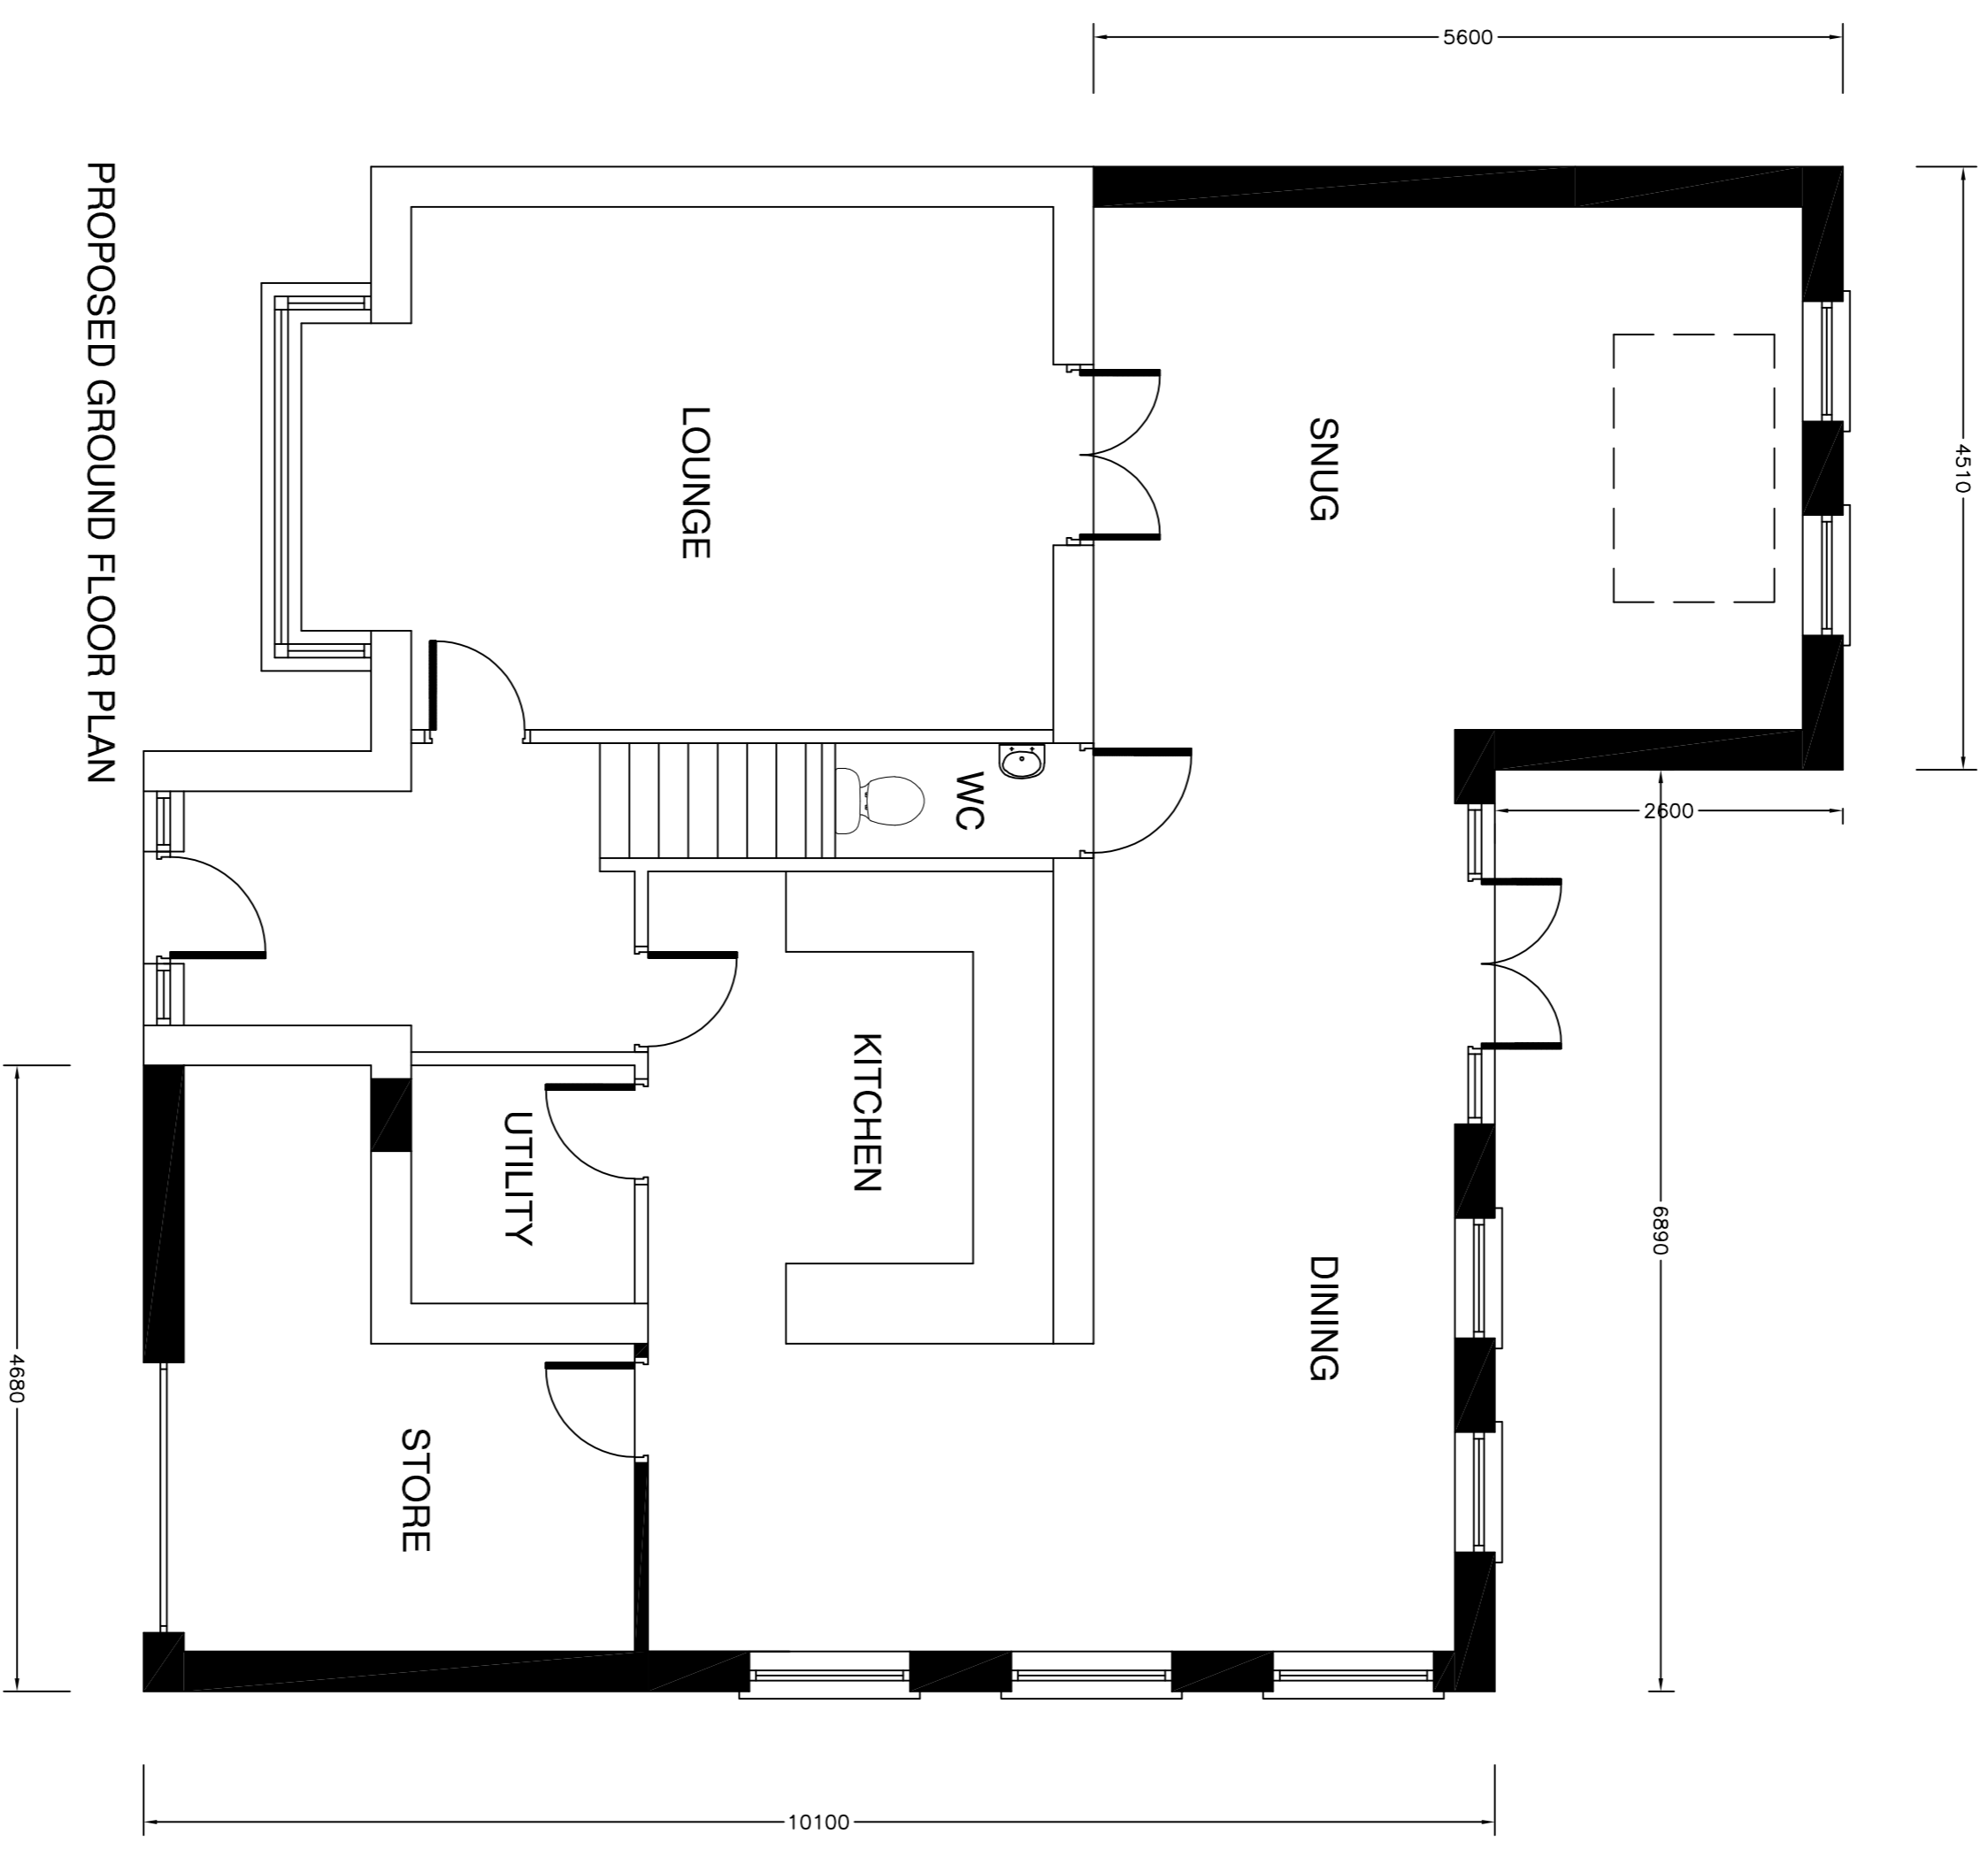 5600
4510
SNUG
LOUNGE
WC
2600
6890
KITCHEN
UTILITY
DINING
STORE
4680
10100
PROPOSED GROUND FLOOR PLAN